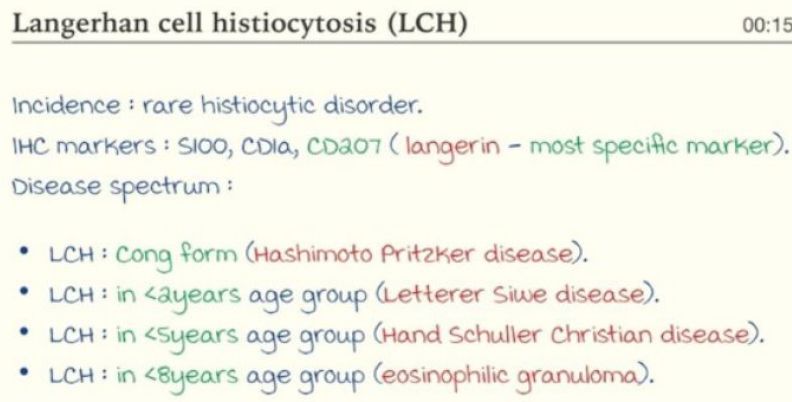 Langerhan cell histiocytosis (LCH)
00:15
Incidence : rare histiocytic disorder.
IHC markers : S100, CD1a, CD207 ( langerin - most specific marker).
Disease spectrum :
• LCH : Cong form (Hashimoto Pritzker disease).
• LCH : in <2years age group (Letterer Siwe disease).
• LCH : in <5years age group (Hand Schuller Christian disease).
• LCH : in <8years age group (eosinophilic granuloma).